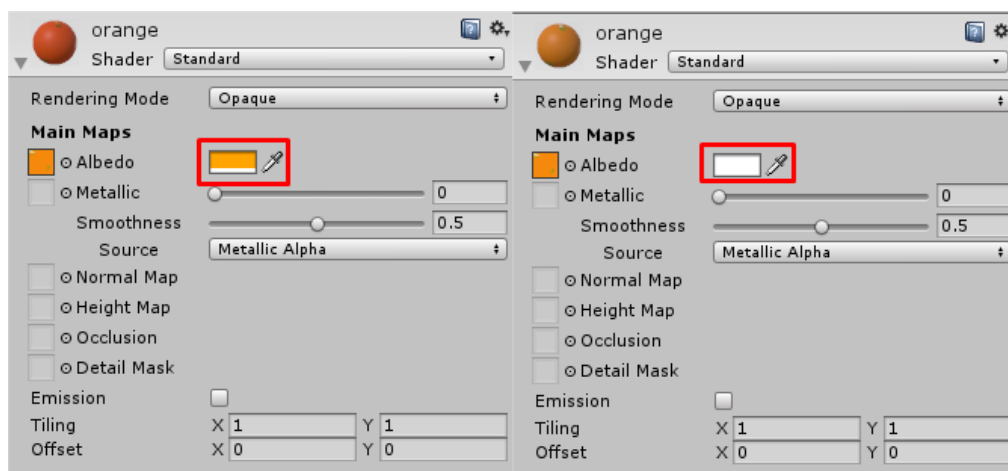 orange
Shader Standard
Rendering Mode Opaque
Main Maps
Albedo
Metallic 0
Smoothness 0.5
Source Metallic Alpha
Normal Map
Height Map
Occlusion
Detail Mask
Emission
Tiling X 1 Y 1
Offset X 0 Y 0
orange
Shader Standard
Rendering Mode Opaque
Main Maps
Albedo
Metallic 0
Smoothness 0.5
Source Metallic Alpha
Normal Map
Height Map
Occlusion
Detail Mask
Emission
Tiling X 1 Y 1
Offset X 0 Y 0